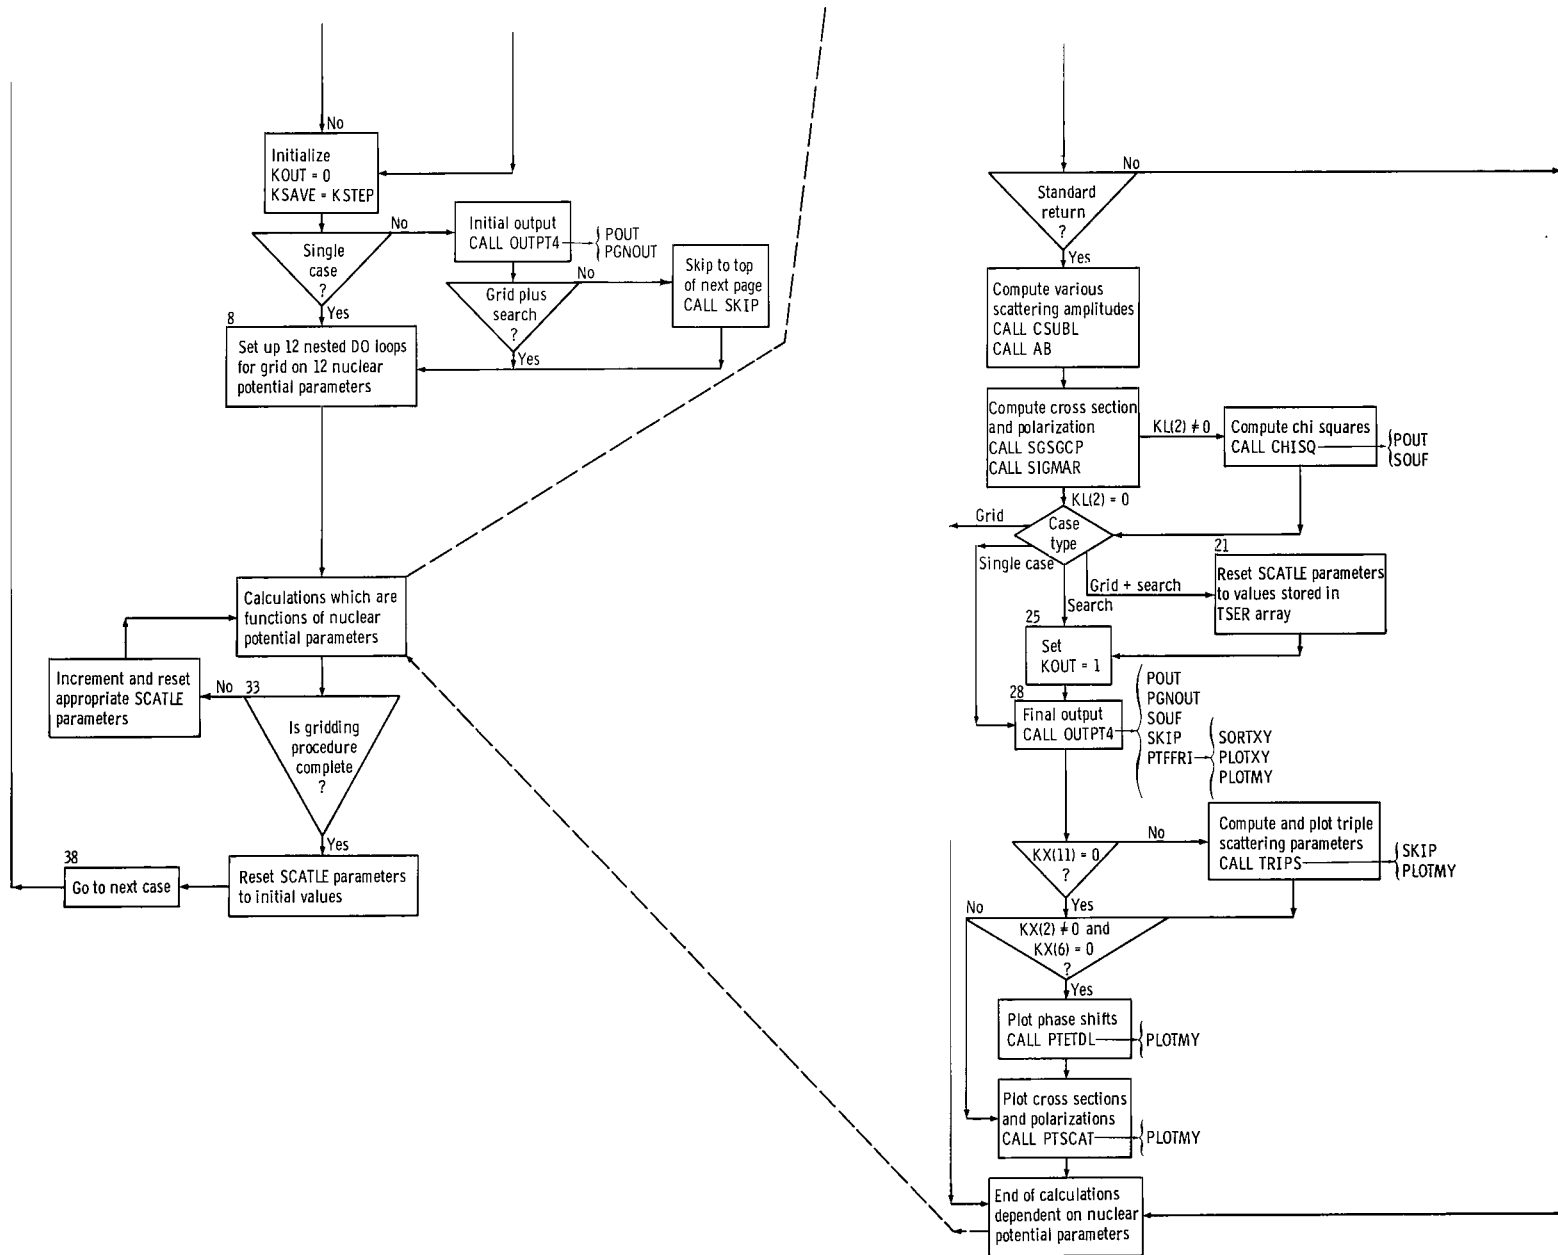 No
Initialize
KOUT = 0
KSAVE = KSTEP
Single
case
?
No
Yes
Initial output
CALL OUTPT4
POUT
PGNOUT
Grid plus
search
?
No
Yes
Skip to top
of next page
CALL SKIP
8
Set up 12 nested DO loops
for grid on 12 nuclear
potential parameters
Calculations which are
functions of nuclear
potential parameters
Increment and reset
appropriate SCATLE
parameters
No
33
Is gridding
procedure
complete
?
Yes
38
Go to next case
Reset SCATLE parameters
to initial values
No
Standard
return
?
Yes
Compute various
scattering amplitudes
CALL CSUBL
CALL AB
Compute cross section
and polarization
CALL SGSGCP
CALL SIGMAR
KL(2) ≠ 0
Compute chi squares
CALL CHISQ
POUT
SOUF
KL(2) = 0
Grid
Case
type
Single case
Grid + search
Search
21
Reset SCATLE parameters
to values stored in
TSER array
25
Set
KOUT = 1
28
Final output
CALL OUTPT4
POUT
PGNOUT
SOUF
SKIP
PTFFRI
SORTXY
PLOTXY
PLOTMY
KX(11) = 0
?
No
Yes
Compute and plot triple
scattering parameters
CALL TRIPS
SKIP
PLOTMY
No
KX(2) ≠ 0 and
KX(6) = 0
?
Yes
Plot phase shifts
CALL PTETDL
PLOTMY
Plot cross sections
and polarizations
CALL PTSCAT
PLOTMY
End of calculations
dependent on nuclear
potential parameters